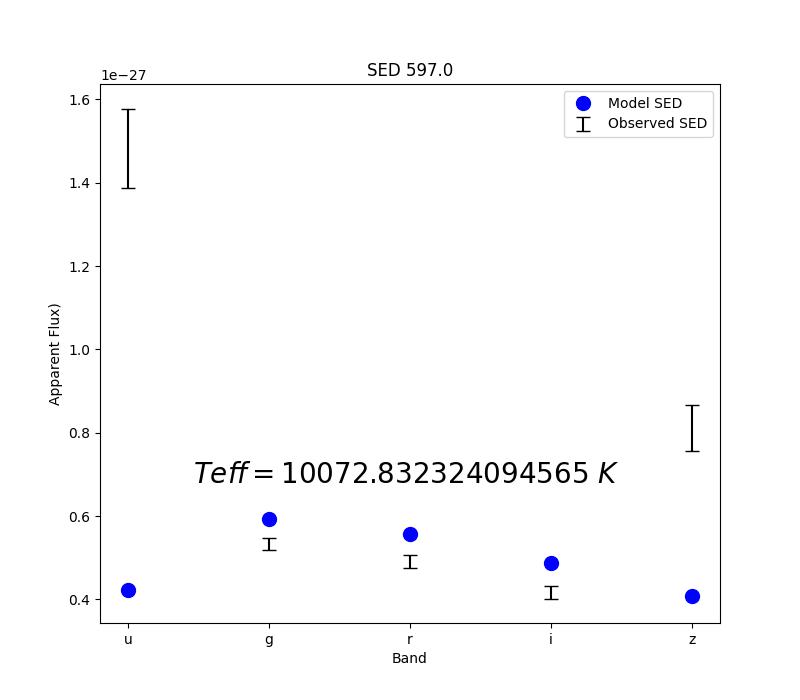 SED 597.0
1e−27
Model SED
Observed SED
1.6
1.4
1.2
1.0
0.8
0.6
0.4
Apparent Flux)
Teff = 10072.832324094565 K
u g r i z
Band